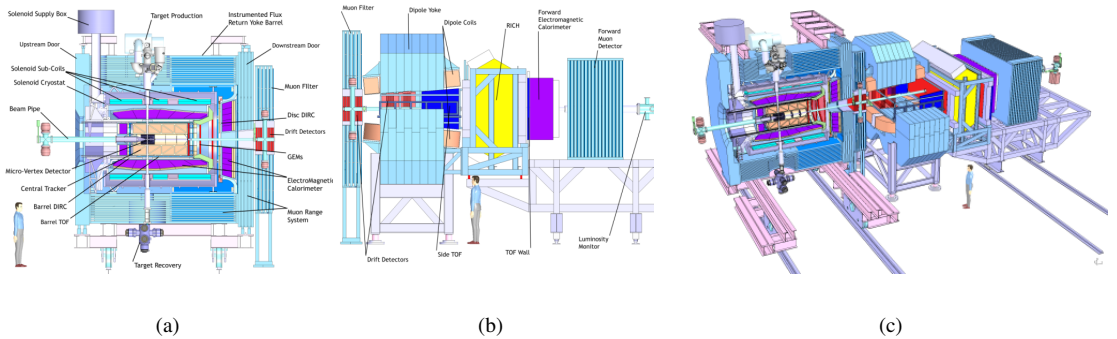 Solenoid Supply Box
Target Production
Instrumented Flux
Return Yoke Barrel
Upstream Door
Downstream Door
Solenoid Sub-Coils
Solenoid Cryostat
Muon Filter
Beam Pipe
Disc DIRC
Drift Detectors
GEMs
Micro-Vertex Detector
ElectroMagnetic
Calorimeter
Central Tracker
Barrel DIRC
Muon Range
System
Barrel TOF
Target Recovery
(a)
Muon Filter
Dipole Yoke
Dipole Coils
RICH
Forward
Electromagnetic
Calorimeter
Forward
Muon
Detector
Drift Detectors
Side TOF
TOF Wall
Luminosity
Monitor
(b)
(c)